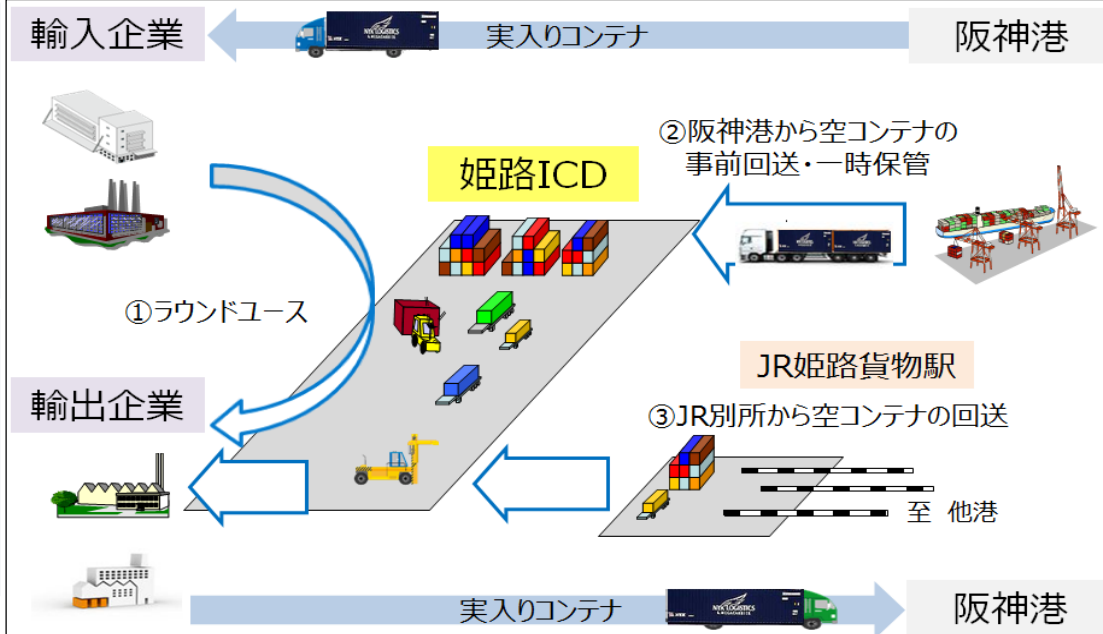 輸入企業
実入りコンテナ
阪神港
②阪神港から空コンテナの
事前回送・一時保管
姫路ICD
①ラウンドユース
JR姫路貨物駅
輸出企業
③JR別所から空コンテナの回送
至 他港
実入りコンテナ
阪神港